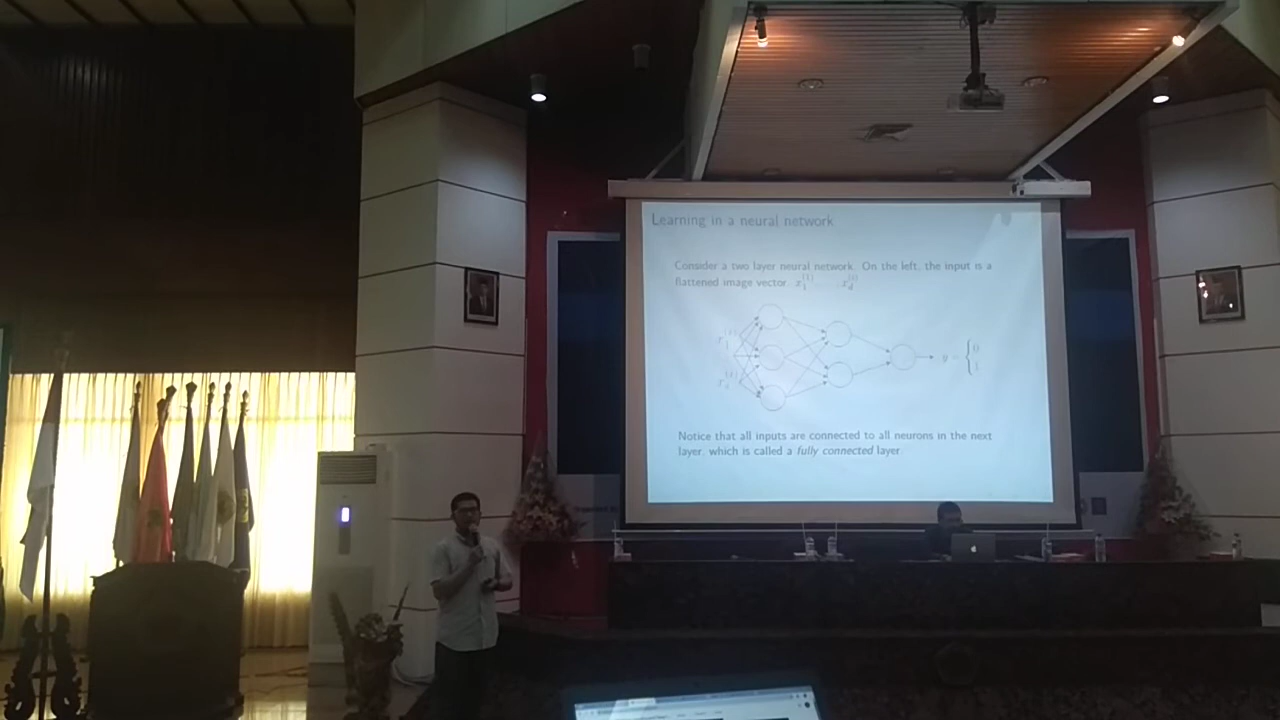 Learning in a neural network
Consider a two layer neural network. On the left, the input is a
flattened image vector.
Notice that all inputs are connected to all neurons in the next
layer, which is called a fully connected layer.